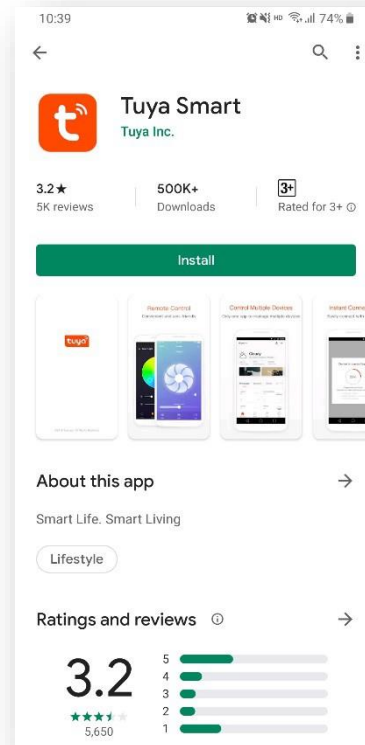 10:39
HD 74%
t
Tuya Smart
Tuya Inc.
3.2★
500K+
3+
5K reviews
Downloads
Rated for 3+
Install
tuya
Remote Control
Control Multiple Devices
Instant
About this app
Smart Life. Smart Living
Lifestyle
Ratings and reviews
3.2
5
4
3
2
1
5,650